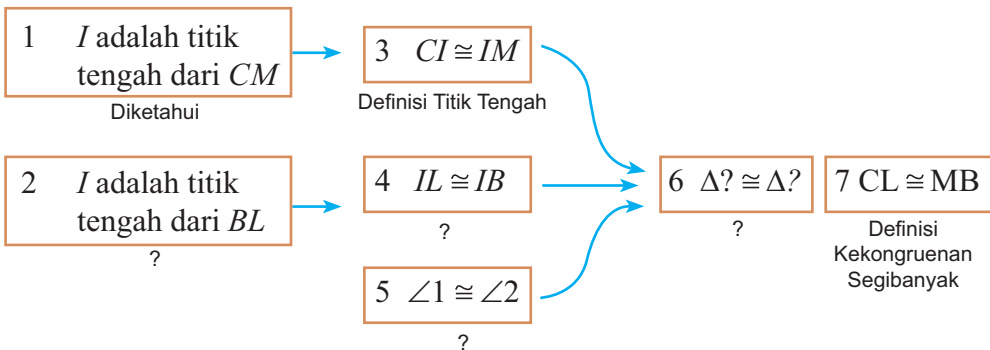 1 I adalah titik
tengah dari CM
Diketahui
3 CI ≅ IM
Definisi Titik Tengah
2 I adalah titik
tengah dari BL
?
4 IL ≅ IB
?
5 ∠1 ≅ ∠2
?
6 Δ? ≅ Δ?
?
7 CL ≅ MB
Definisi
Kekongruenan
Segibanyak